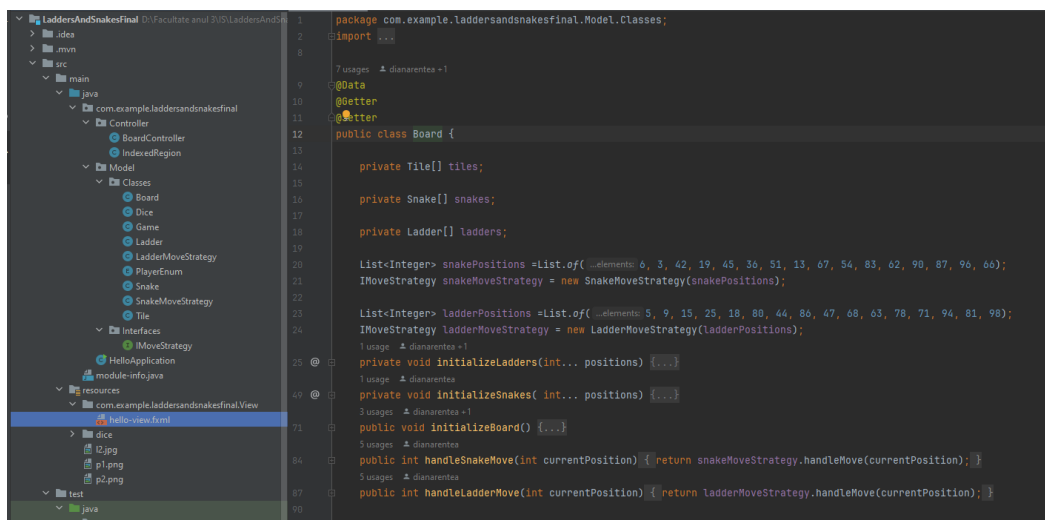 LaddersAndSnakesFinal D:\Facultate anul 3\IS\LaddersAndSn
.idea
.mvn
src
main
java
com.example.laddersandsnakesfinal
Controller
BoardController
IndexedRegion
Model
Classes
Board
Dice
Game
Ladder
LadderMoveStrategy
PlayerEnum
Snake
SnakeMoveStrategy
Tile
Interfaces
IMoveStrategy
HelloApplication
module-info.java
resources
com.example.laddersandsnakesfinal.View
hello-view.fxml
dice
l2.jpg
p1.png
p2.png
test
java
1 package com.example.laddersandsnakesfinal.Model.Classes;
2 import ...
8
7 usages dianarentea +1
9 @Data
10 @Getter
11 @Setter
12 public class Board {
13
14 private Tile[] tiles;
15
16 private Snake[] snakes;
17
18 private Ladder[] ladders;
19
20 List<Integer> snakePositions =List.of( ...elements: 6, 3, 42, 19, 45, 36, 51, 13, 67, 54, 83, 62, 90, 87, 96, 66);
21 IMoveStrategy snakeMoveStrategy = new SnakeMoveStrategy(snakePositions);
22
23 List<Integer> ladderPositions =List.of( ...elements: 5, 9, 15, 25, 18, 80, 44, 86, 47, 68, 63, 78, 71, 94, 81, 98);
24 IMoveStrategy ladderMoveStrategy = new LadderMoveStrategy(ladderPositions);
1 usage dianarentea +1
25 @ private void initializeLadders(int... positions) {...}
1 usage dianarentea
49 @ private void initializeSnakes( int... positions) {...}
3 usages dianarentea +1
71 public void initializeBoard() {...}
5 usages dianarentea
84 public int handleSnakeMove(int currentPosition) { return snakeMoveStrategy.handleMove(currentPosition); }
5 usages dianarentea
87 public int handleLadderMove(int currentPosition) { return ladderMoveStrategy.handleMove(currentPosition); }
90